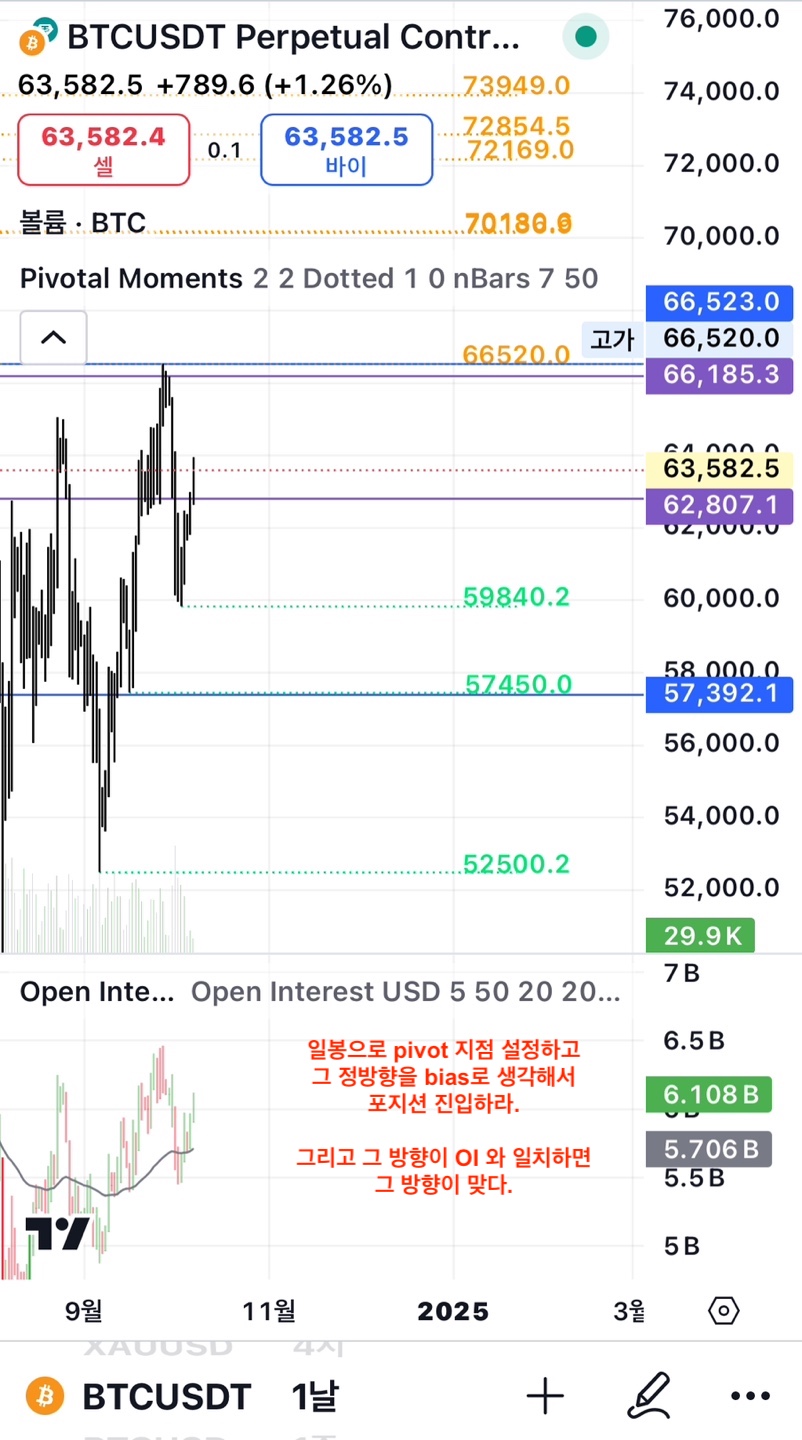 BTCUSDT Perpetual Contr...
63,582.5 +789.6 (+1.26%)
63,582.4
셀
0.1
63,582.5
바이
볼륨 · BTC
Pivotal Moments 2 2 Dotted 1 0 nBars 7 50
73949.0
72854.5
72169.0
66520.0
59840.2
57450.0
52500.2
76,000.0
74,000.0
72,000.0
70,000.0
66,523.0
고가 66,520.0
66,185.3
64,000.0
63,582.5
62,807.1
62,000.0
60,000.0
58,000.0
57,392.1
56,000.0
54,000.0
52,000.0
29.9 K
Open Inte... Open Interest USD 5 50 20 20...
7 B
6.5 B
6.108 B
5.706 B
5.5 B
5 B
일봉으로 pivot 지점 설정하고
그 정방향을 bias로 생각해서
포지션 진입하라.
그리고 그 방향이 OI 와 일치하면
그 방향이 맞다.
9월 11월 2025 3월
XAUUSD 4시
BTCUSDT 1날